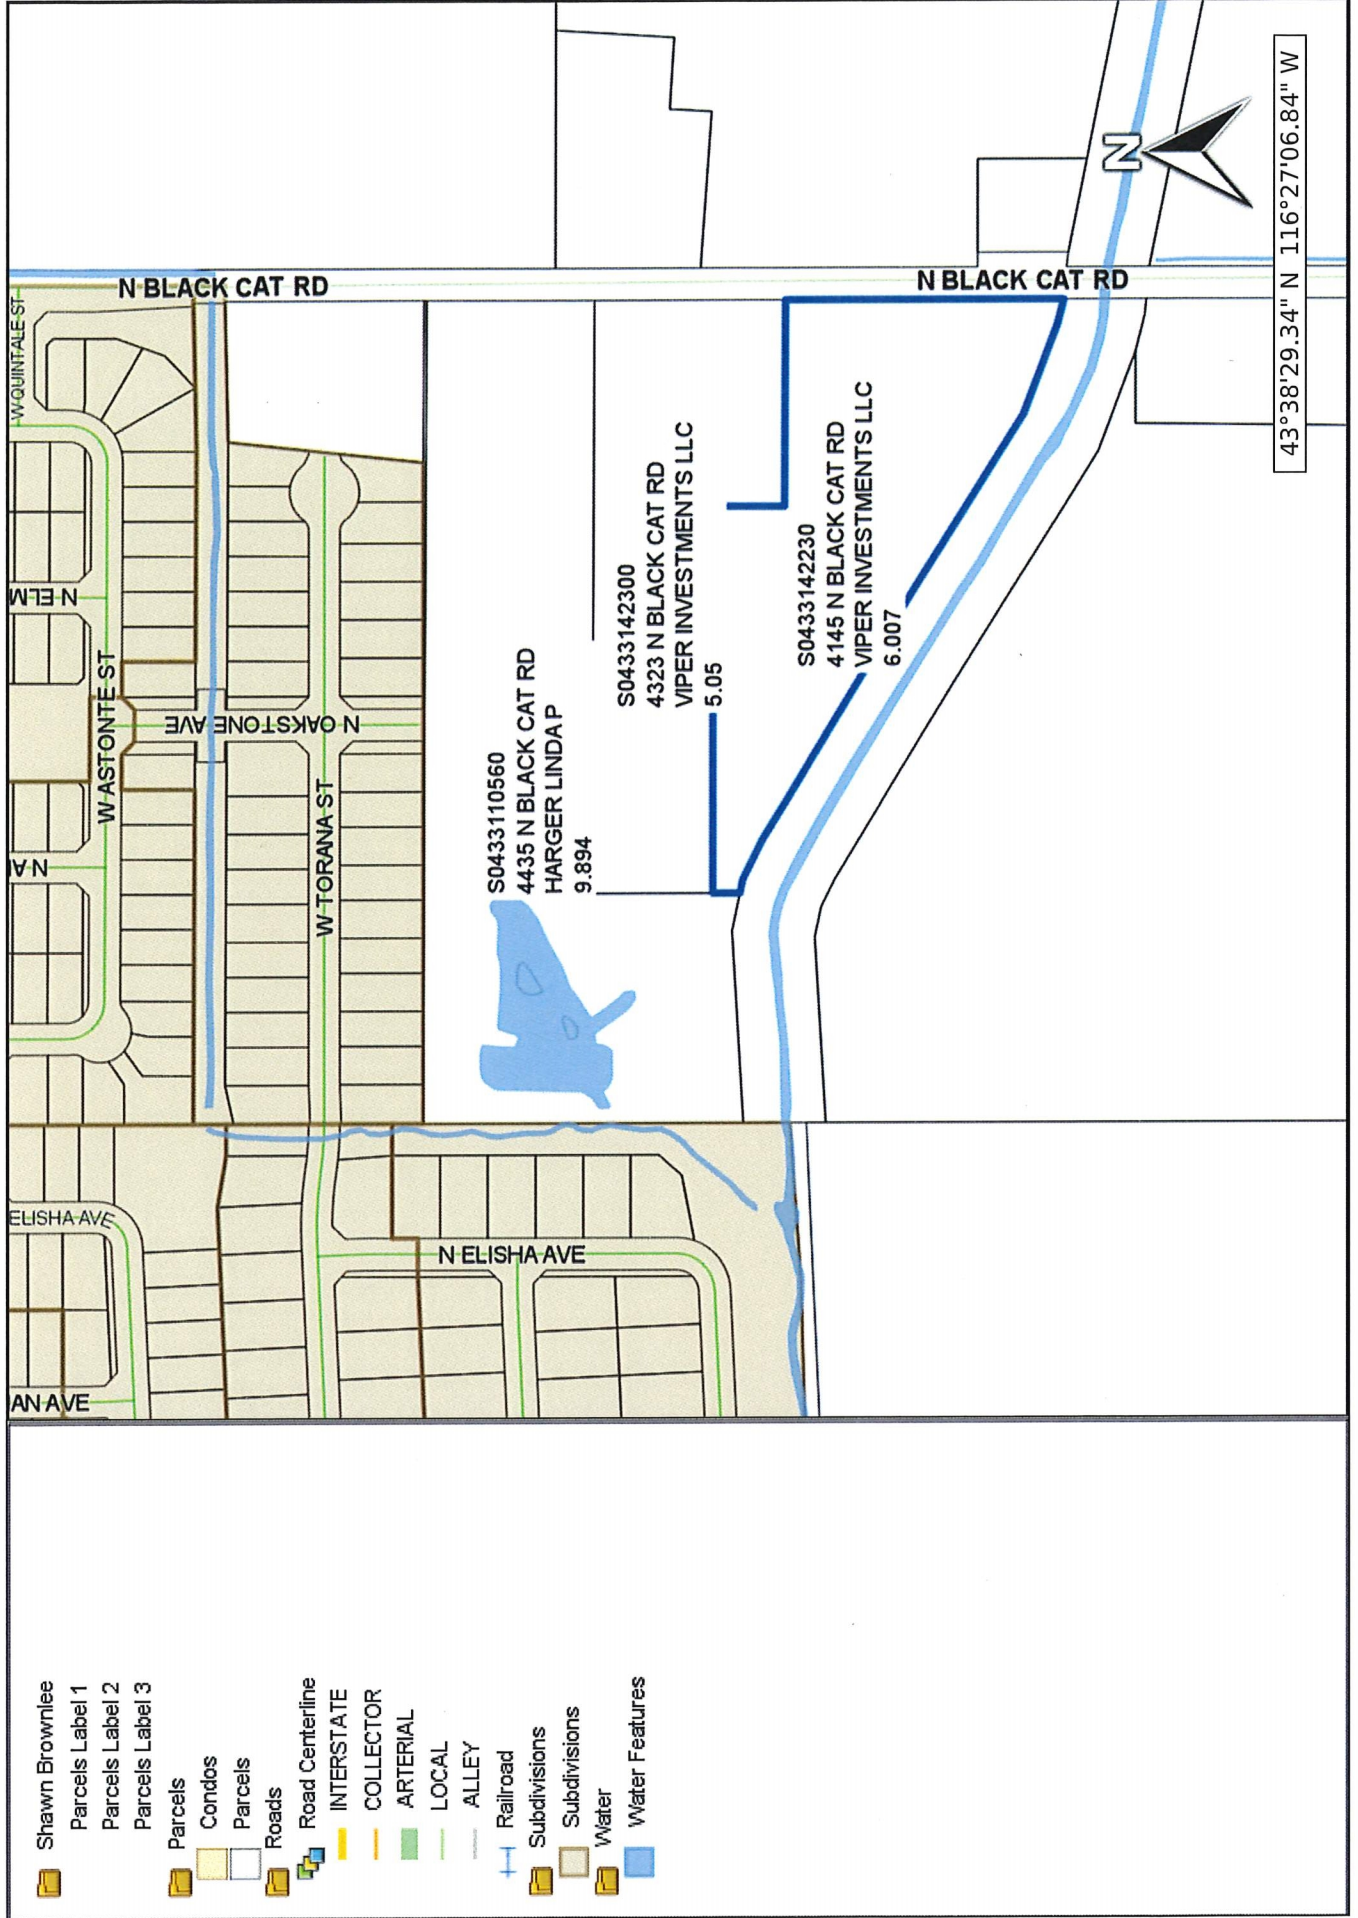 Shawn Brownlee
Parcels Label 1
Parcels Label 2
Parcels Label 3
Parcels
Condos
Parcels
Roads
Road Centerline
INTERSTATE
COLLECTOR
ARTERIAL
LOCAL
ALLEY
Railroad
Subdivisions
Subdivisions
Water
Water Features
AN AVE
ELISHA AVE
N ELISHA AVE
N AL
W ASTONTE ST
N ELM
W QUINTALE ST
N OAKSTONE AVE
W TORANA ST
N BLACK CAT RD
N BLACK CAT RD
S0433110560
4435 N BLACK CAT RD
HARGER LINDA P
9.894
S0433142300
4323 N BLACK CAT RD
VIPER INVESTMENTS LLC
5.05
S0433142230
4145 N BLACK CAT RD
VIPER INVESTMENTS LLC
6.007
N
43°38'29.34" N 116°27'06.84" W